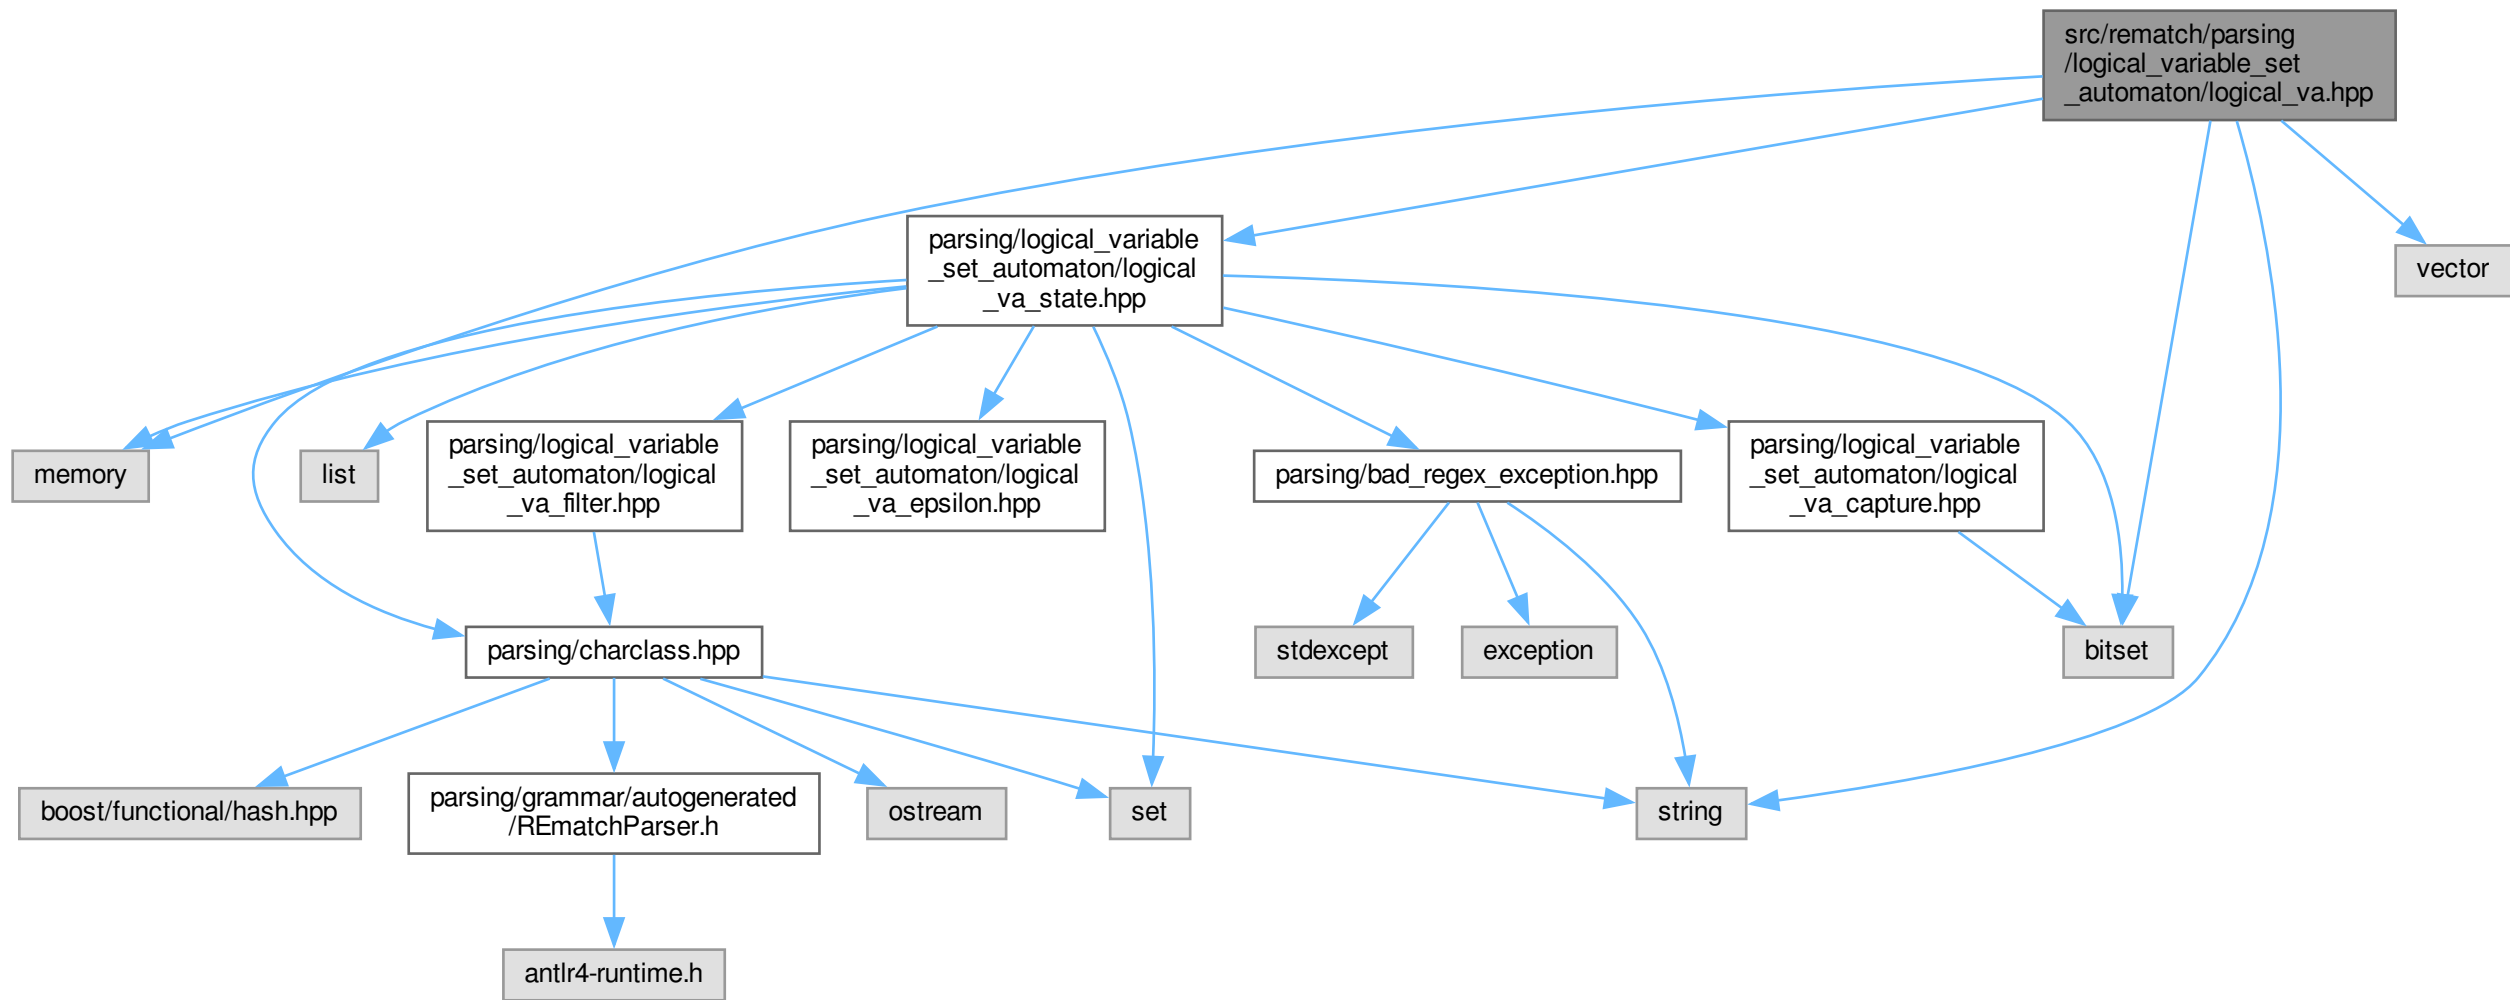 src/rematch/parsing
/logical_variable_set
_automaton/logical_va.hpp
parsing/logical_variable
_set_automaton/logical
_va_state.hpp
vector
memory
list
parsing/logical_variable
_set_automaton/logical
_va_filter.hpp
parsing/logical_variable
_set_automaton/logical
_va_epsilon.hpp
parsing/bad_regex_exception.hpp
parsing/logical_variable
_set_automaton/logical
_va_capture.hpp
parsing/charclass.hpp
stdexcept
exception
bitset
boost/functional/hash.hpp
parsing/grammar/autogenerated
/REmatchParser.h
ostream
set
string
antlr4-runtime.h